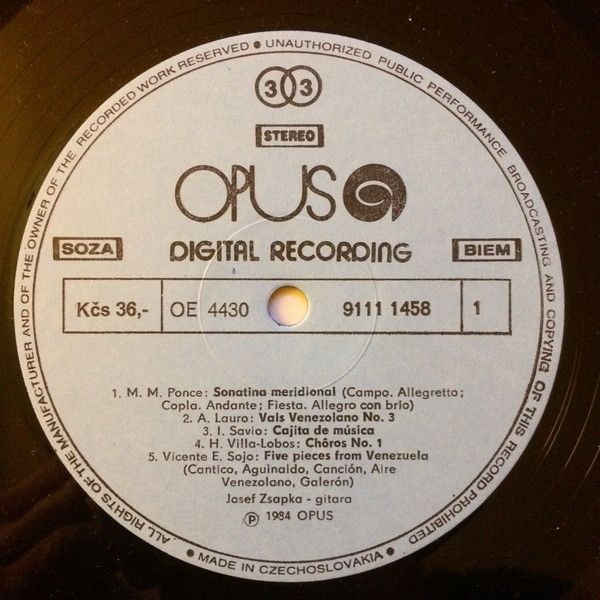 ALL RIGHTS OF THE MANUFACTURER AND OF THE OWNER OF THE RECORDED WORK RESERVED • UNAUTHORIZED PUBLIC PERFORMANCE BROADCASTING AND COPYING OF THIS RECORD PROHIBITED
33
STEREO
OPUS
SOZA DIGITAL RECORDING BIEM
Kčs 36,- OE 4430 9111 1458 1
1. M. M. Ponce: Sonatina meridional (Campo. Allegretto;
Copla. Andante; Fiesta. Allegro con brio)
2. A. Lauro: Vals Venezolano No. 3
3. I. Savio: Cajita de música
4. H. Villa-Lobos: Chôros No. 1
5. Vicente E. Sojo: Five pieces from Venezuela
(Cantico, Aguinaldo, Canción, Aire
Venezolano, Galerón)
Josef Zsapka - gitara
Ⓟ 1984 OPUS
• MADE IN CZECHOSLOVAKIA •